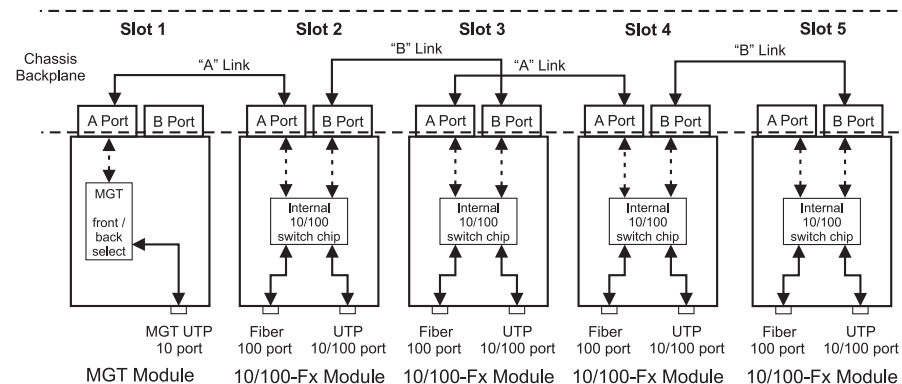 Slot 1
Slot 2
Slot 3
Slot 4
Slot 5
Chassis
Backplane
“A” Link
“B” Link
“A” Link
“B” Link
A Port
B Port
A Port
B Port
A Port
B Port
A Port
B Port
A Port
B Port
MGT
front /
back
select
Internal
10/100
switch chip
Internal
10/100
switch chip
Internal
10/100
switch chip
Internal
10/100
switch chip
MGT UTP
10 port
Fiber
100 port
UTP
10/100 port
Fiber
100 port
UTP
10/100 port
Fiber
100 port
UTP
10/100 port
Fiber
100 port
UTP
10/100 port
MGT Module
10/100-Fx Module
10/100-Fx Module
10/100-Fx Module
10/100-Fx Module